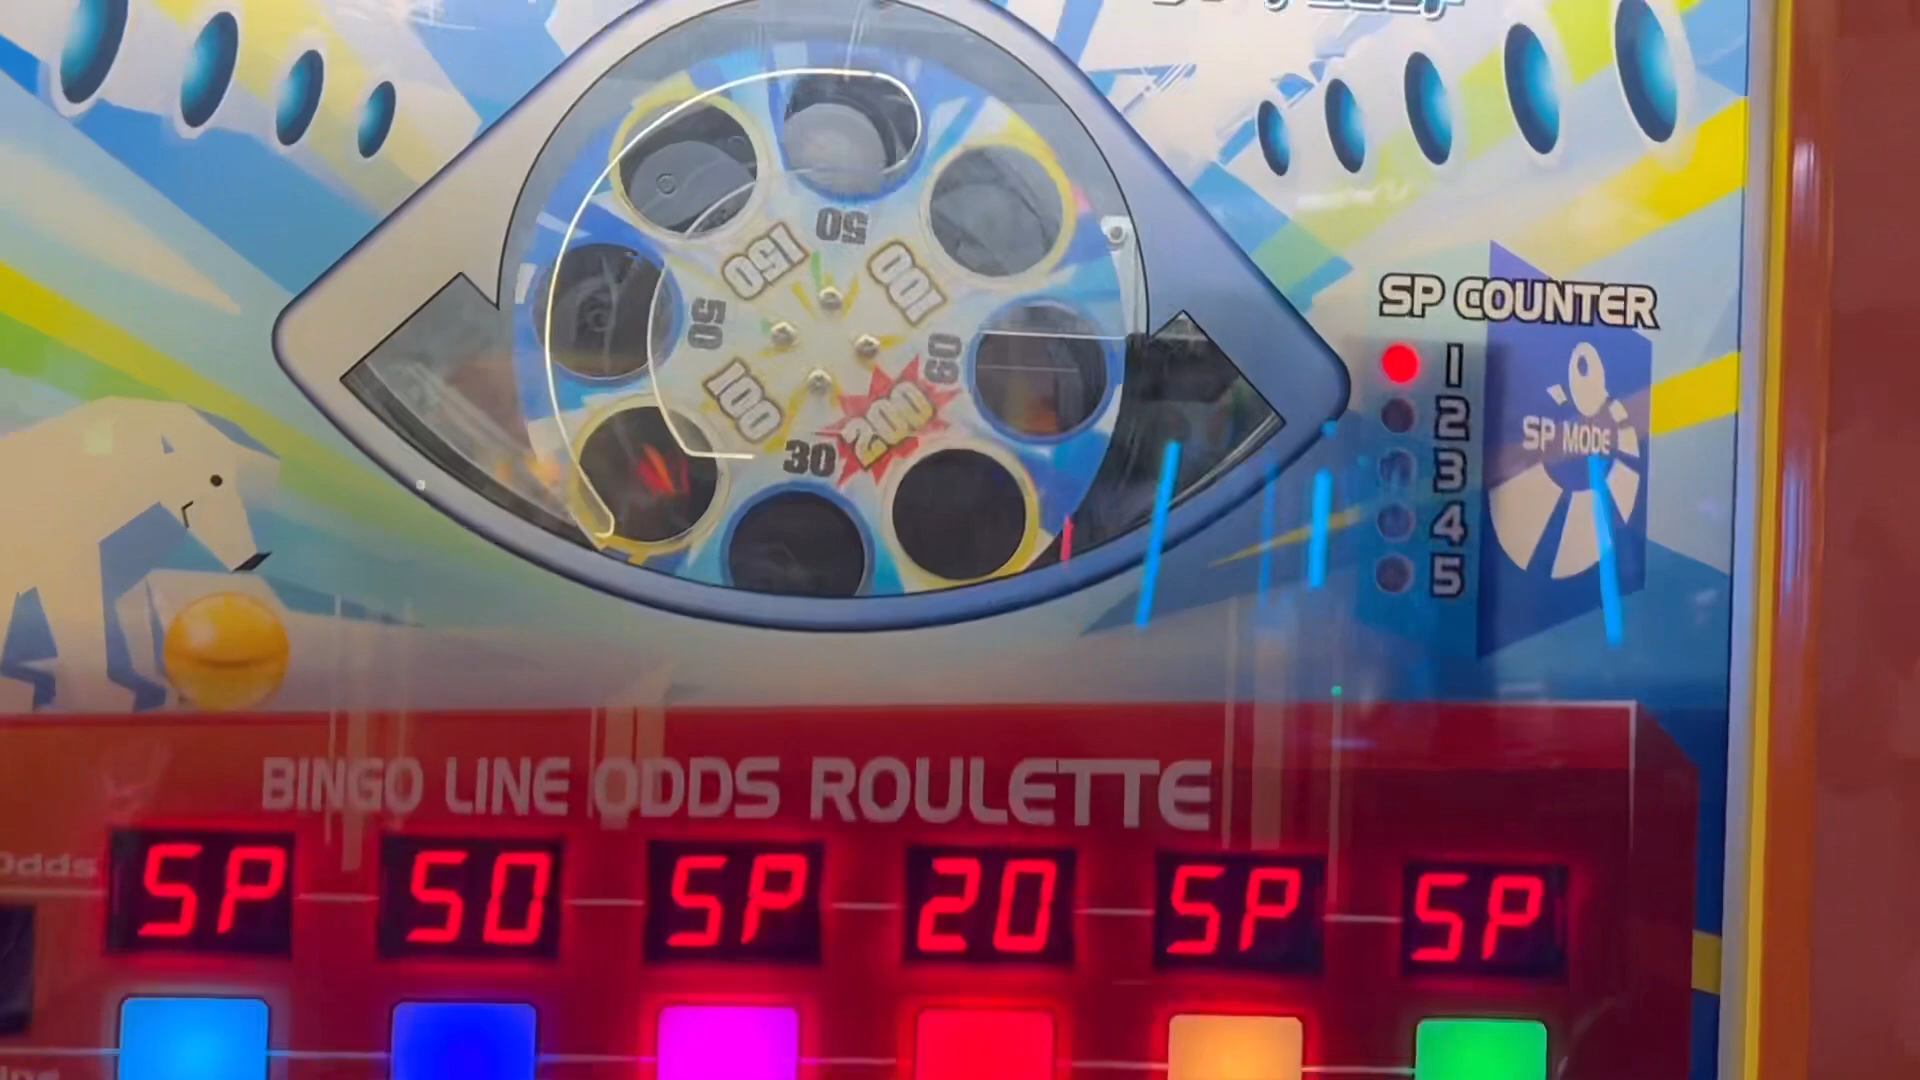 50
150
100
50
60
100
200
30
SP COUNTER
1
2
3
4
5
SP MODE
BINGO LINE ODDS ROULETTE
Odds
SP 50 SP 20 SP SP